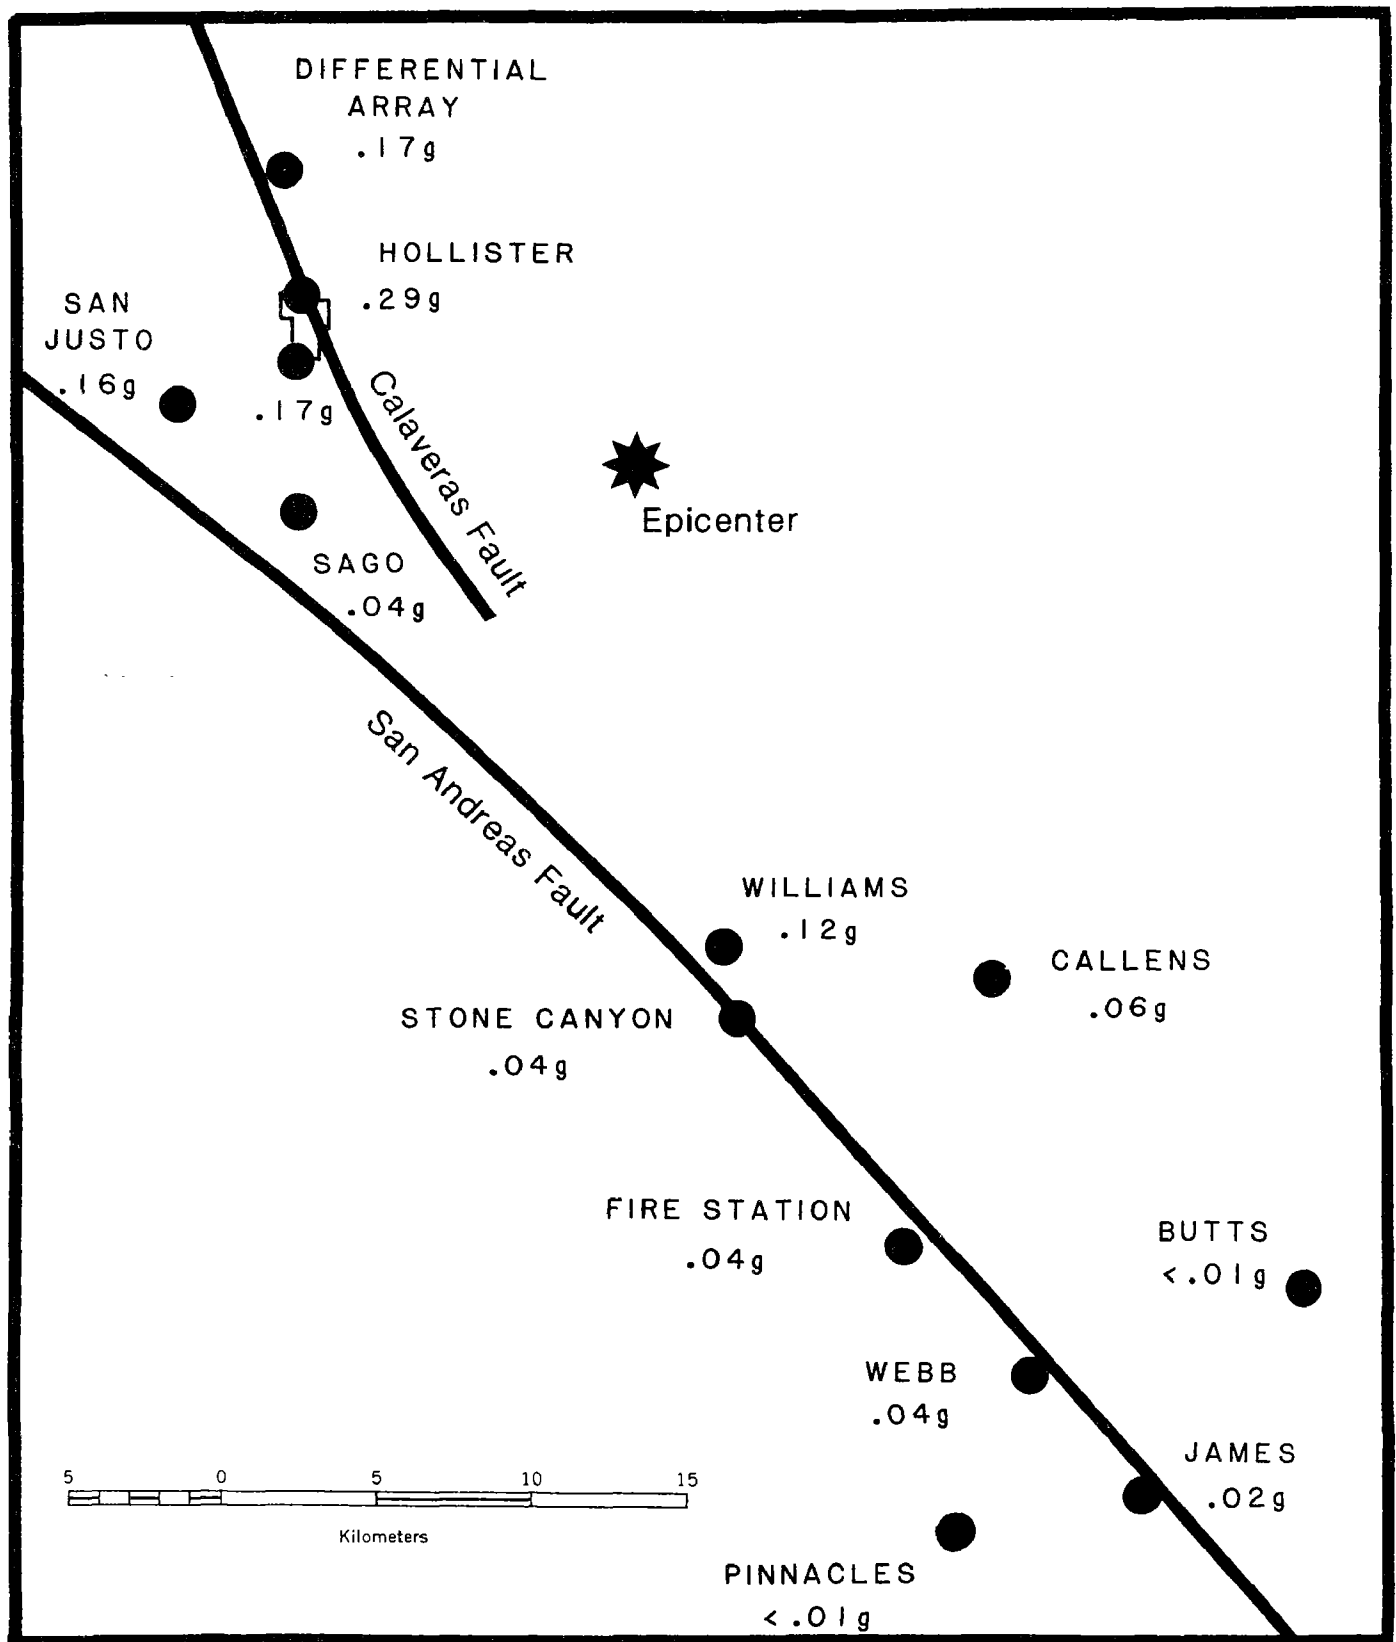 DIFFERENTIAL
ARRAY
.17g
HOLLISTER
.29g
SAN
JUSTO
.16g
.17g
Calaveras Fault
Epicenter
SAGO
.04g
San Andreas Fault
WILLIAMS
.12g
CALLENS
.06g
STONE CANYON
.04g
FIRE STATION
.04g
BUTTS
<.01g
WEBB
.04g
JAMES
.02g
5 0 5 10 15
Kilometers
PINNACLES
<.01g